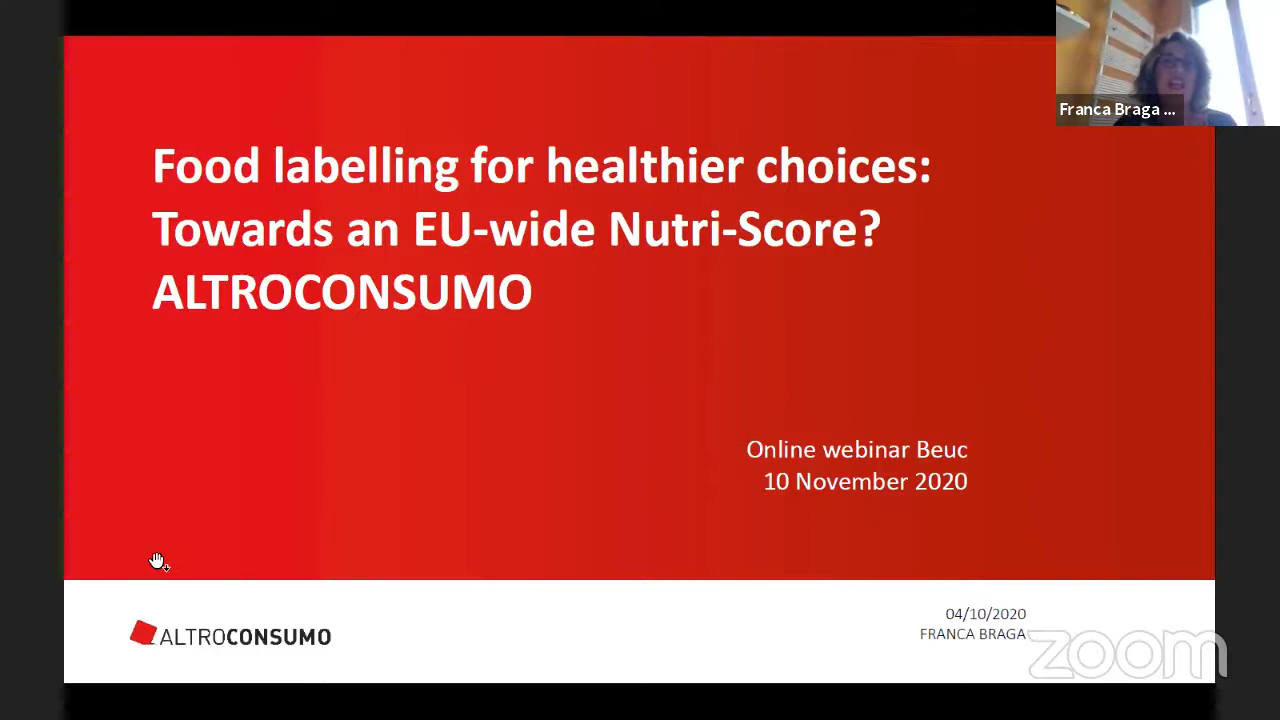 Franca Braga ...
Food labelling for healthier choices:
Towards an EU-wide Nutri-Score?
ALTROCONSUMO
Online webinar Beuc
10 November 2020
ALTROCONSUMO
04/10/2020
FRANCA BRAGA
zoom